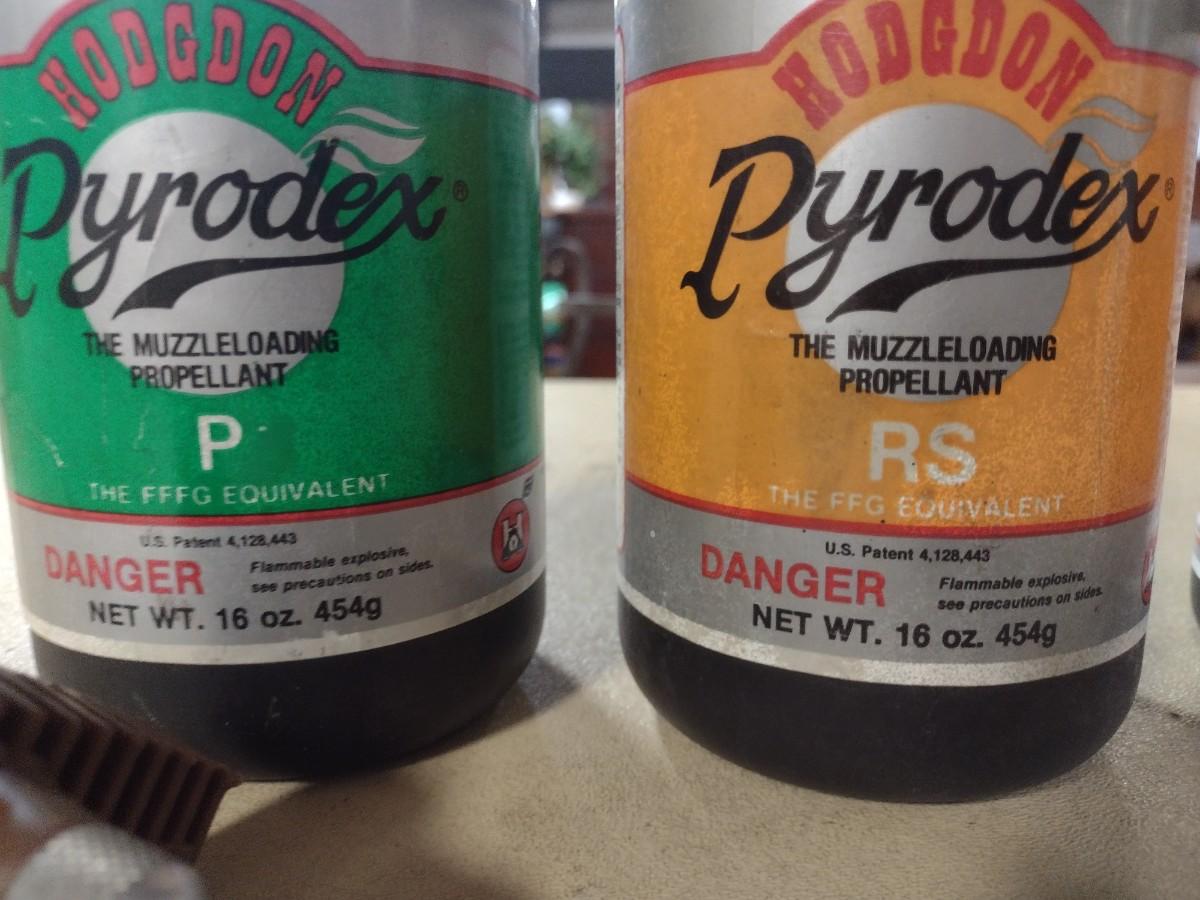 HODGDON
Pyrodex®
THE MUZZLELOADING
PROPELLANT
P
THE FFFG EQUIVALENT
U.S. Patent 4,128,443
DANGER
Flammable explosive,
see precautions on sides.
NET WT. 16 oz. 454g
H
HODGDON
Pyrodex®
THE MUZZLELOADING
PROPELLANT
RS
THE FFG EQUIVALENT
U.S. Patent 4,128,443
DANGER
Flammable explosive,
see precautions on sides.
NET WT. 16 oz. 454g